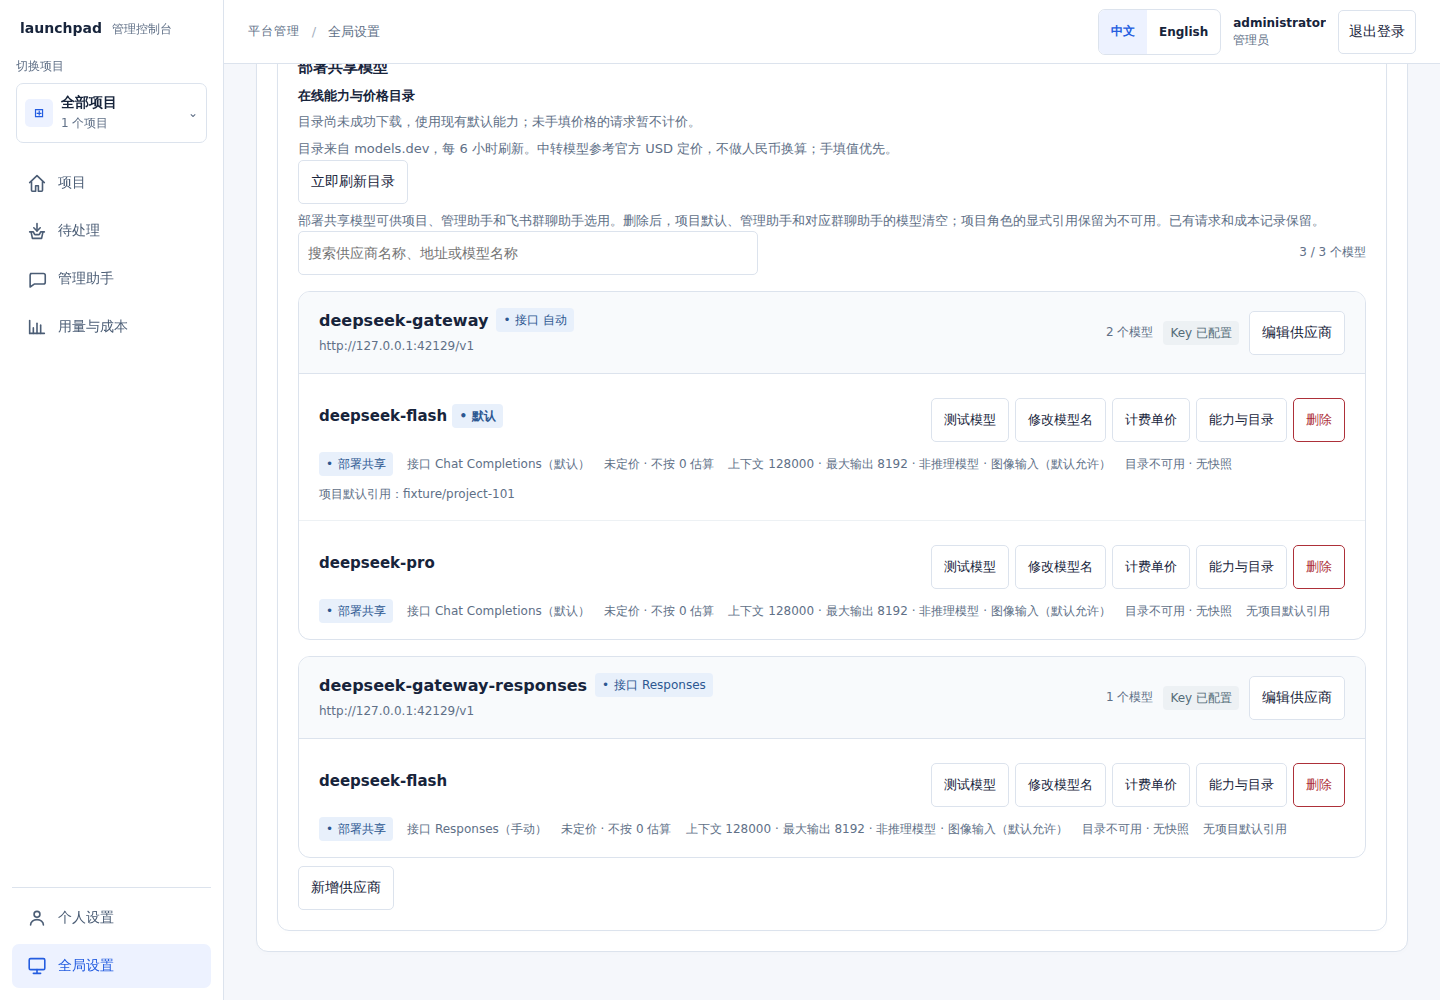 launchpad 管理控制台
切换项目
全部项目
1 个项目
项目
待处理
管理助手
用量与成本
个人设置
全局设置
平台管理 / 全局设置
中文 English
administrator
管理员
退出登录
部署共享模型
在线能力与价格目录
目录尚未成功下载，使用现有默认能力；未手填价格的请求暂不计价。
目录来自 models.dev，每 6 小时刷新。中转模型参考官方 USD 定价，不做人民币换算；手填值优先。
立即刷新目录
部署共享模型可供项目、管理助手和飞书群聊助手选用。删除后，项目默认、管理助手和对应群聊助手的模型清空；项目角色的显式引用保留为不可用。已有请求和成本记录保留。
搜索供应商名称、地址或模型名称
3 / 3 个模型
deepseek-gateway • 接口 自动
http://127.0.0.1:42129/v1
2 个模型 Key 已配置 编辑供应商
deepseek-flash • 默认
测试模型 修改模型名 计费单价 能力与目录 删除
• 部署共享 接口 Chat Completions（默认） 未定价 · 不按 0 估算 上下文 128000 · 最大输出 8192 · 非推理模型 · 图像输入（默认允许） 目录不可用 · 无快照
项目默认引用：fixture/project-101
deepseek-pro
测试模型 修改模型名 计费单价 能力与目录 删除
• 部署共享 接口 Chat Completions（默认） 未定价 · 不按 0 估算 上下文 128000 · 最大输出 8192 · 非推理模型 · 图像输入（默认允许） 目录不可用 · 无快照 无项目默认引用
deepseek-gateway-responses • 接口 Responses
http://127.0.0.1:42129/v1
1 个模型 Key 已配置 编辑供应商
deepseek-flash
测试模型 修改模型名 计费单价 能力与目录 删除
• 部署共享 接口 Responses（手动） 未定价 · 不按 0 估算 上下文 128000 · 最大输出 8192 · 非推理模型 · 图像输入（默认允许） 目录不可用 · 无快照 无项目默认引用
新增供应商